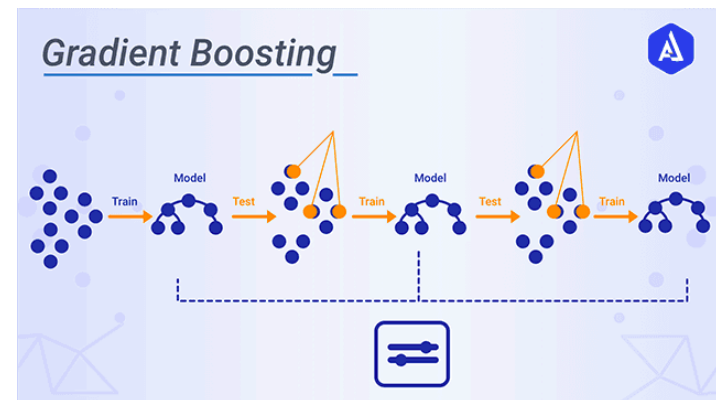 Gradient Boosting
Model
Model
Model
Train
Test
Train
Test
Train